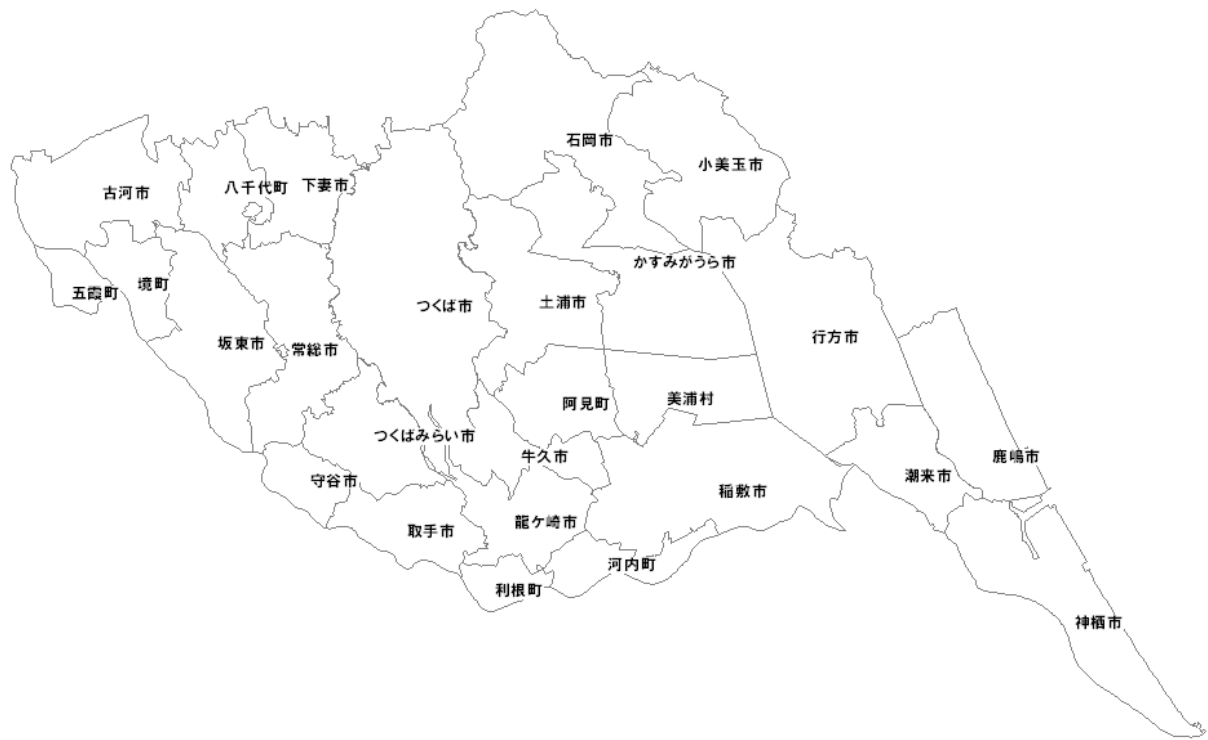 石岡市
小美玉市
古河市
八千代町
下妻市
かすみがうら市
五霞町
境町
つくば市
土浦市
坂東市
常総市
行方市
阿見町
美浦村
つくばみらい市
牛久市
鹿嶋市
守谷市
潮来市
稲敷市
取手市
龍ケ崎市
河内町
利根町
神栖市